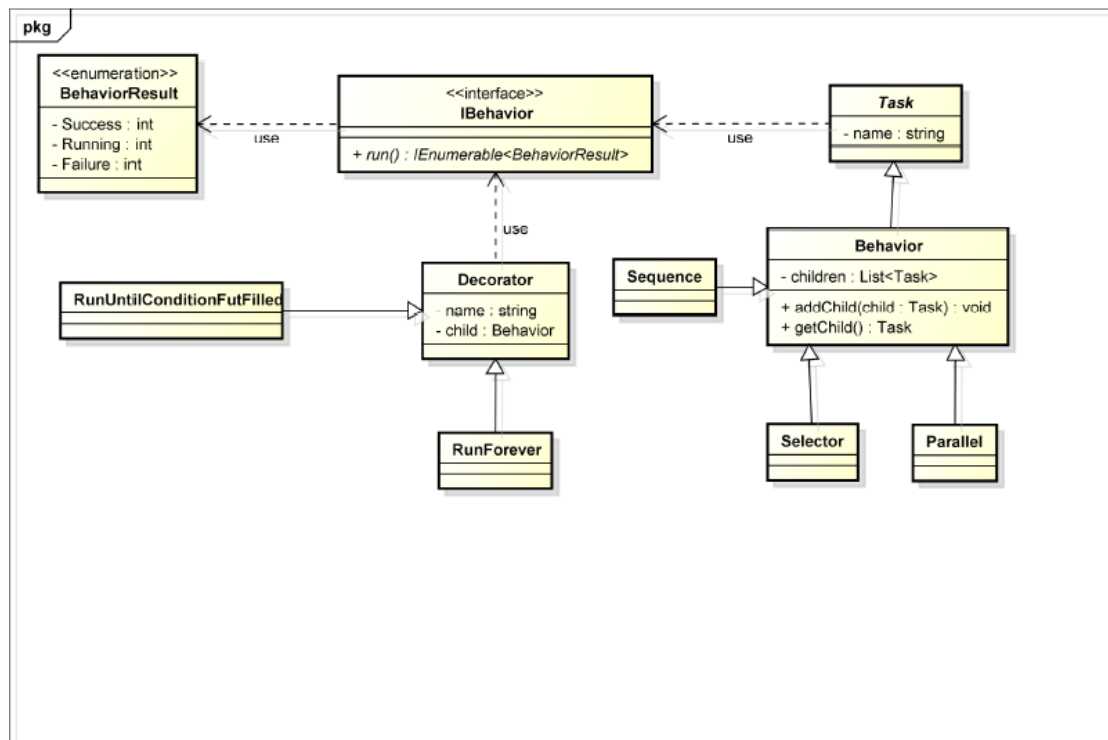 pkg
<<enumeration>>
BehaviorResult
- Success : int
- Running : int
- Failure : int
use
<<interface>>
IBehavior
+ run() : IEnumerable<BehaviorResult>
use
Task
- name : string
use
Behavior
- children : List<Task>
+ addChild(child : Task) : void
+ getChild() : Task
Sequence
Decorator
- name : string
- child : Behavior
RunUntilConditionFutFilled
RunForever
Selector
Parallel